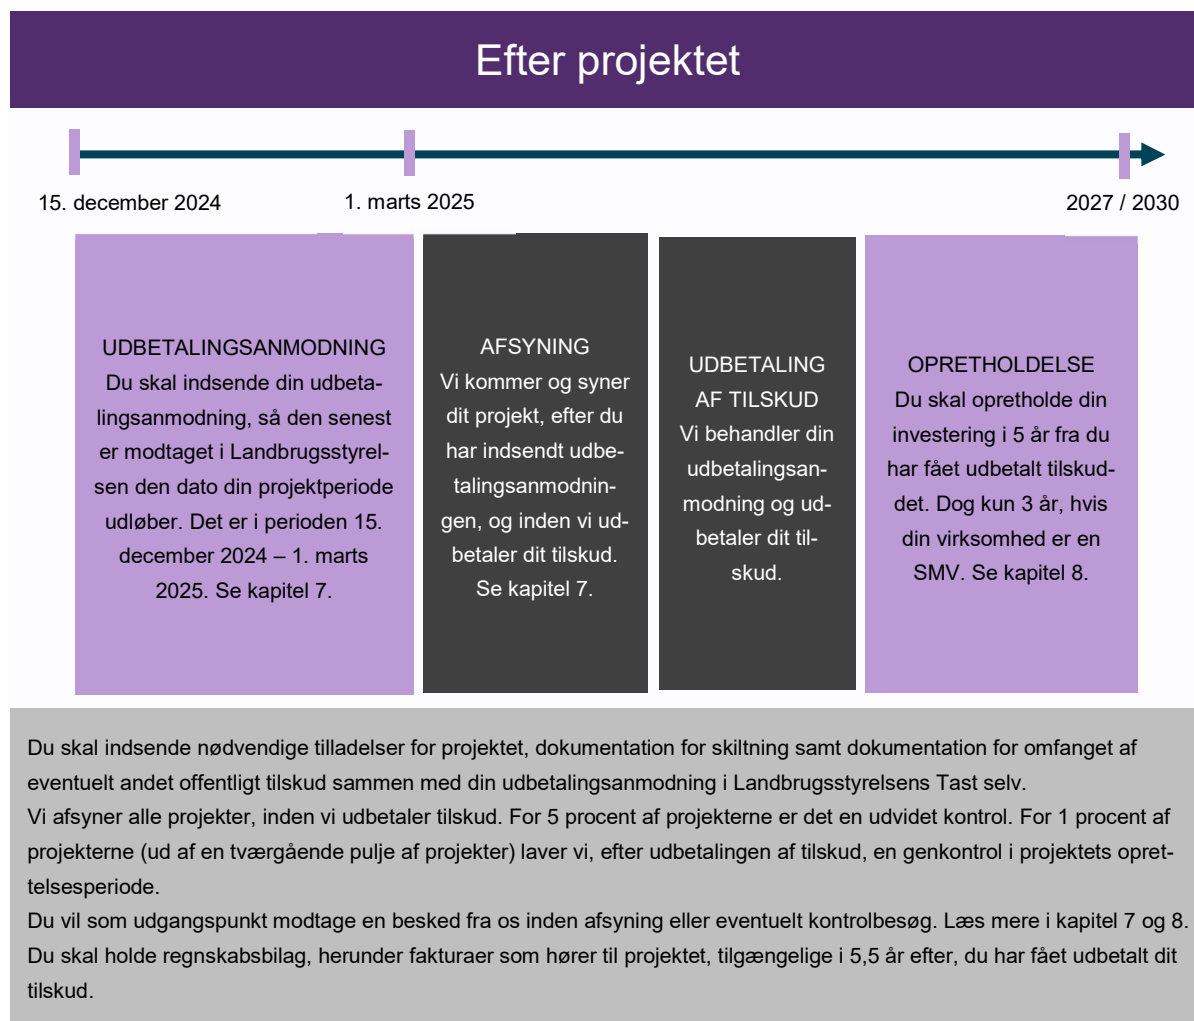 Efter projektet
15. december 2024
1. marts 2025
2027 / 2030
UDBETALINGSANMODNING
Du skal indsende din udbeta-
lingsanmodning, så den senest
er modtaget i Landbrugsstyrel-
sen den dato din projektperiode
udløber. Det er i perioden 15.
december 2024 – 1. marts
2025. Se kapitel 7.
AFSYNING
Vi kommer og syner
dit projekt, efter du
har indsendt udbe-
talingsanmodnin-
gen, og inden vi ud-
betaler dit tilskud.
Se kapitel 7.
UDBETALING
AF TILSKUD
Vi behandler din
udbetalingsan-
modning og ud-
betaler dit til-
skud.
OPRETHOLDELSE
Du skal opretholde din
investering i 5 år fra du
har fået udbetalt tilskud-
det. Dog kun 3 år, hvis
din virksomhed er en
SMV. Se kapitel 8.
Du skal indsende nødvendige tilladelser for projektet, dokumentation for skiltning samt dokumentation for omfanget af
eventuelt andet offentligt tilskud sammen med din udbetalingsanmodning i Landbrugsstyrelsens Tast selv.
Vi afsyner alle projekter, inden vi udbetaler tilskud. For 5 procent af projekterne er det en udvidet kontrol. For 1 procent af
projekterne (ud af en tværgående pulje af projekter) laver vi, efter udbetalingen af tilskud, en genkontrol i projektets opret-
telsesperiode.
Du vil som udgangspunkt modtage en besked fra os inden afsyning eller eventuelt kontrolbesøg. Læs mere i kapitel 7 og 8.
Du skal holde regnskabsbilag, herunder fakturaer som hører til projektet, tilgængelige i 5,5 år efter, du har fået udbetalt dit
tilskud.